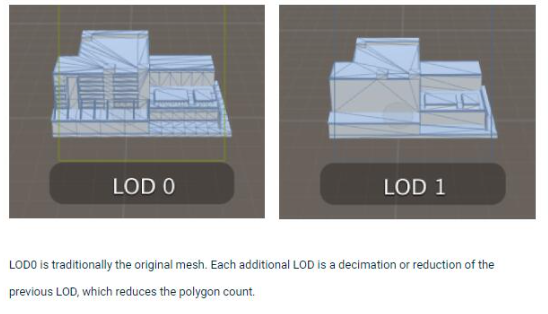 LOD 0
LOD 1
LOD0 is traditionally the original mesh. Each additional LOD is a decimation or reduction of the
previous LOD, which reduces the polygon count.